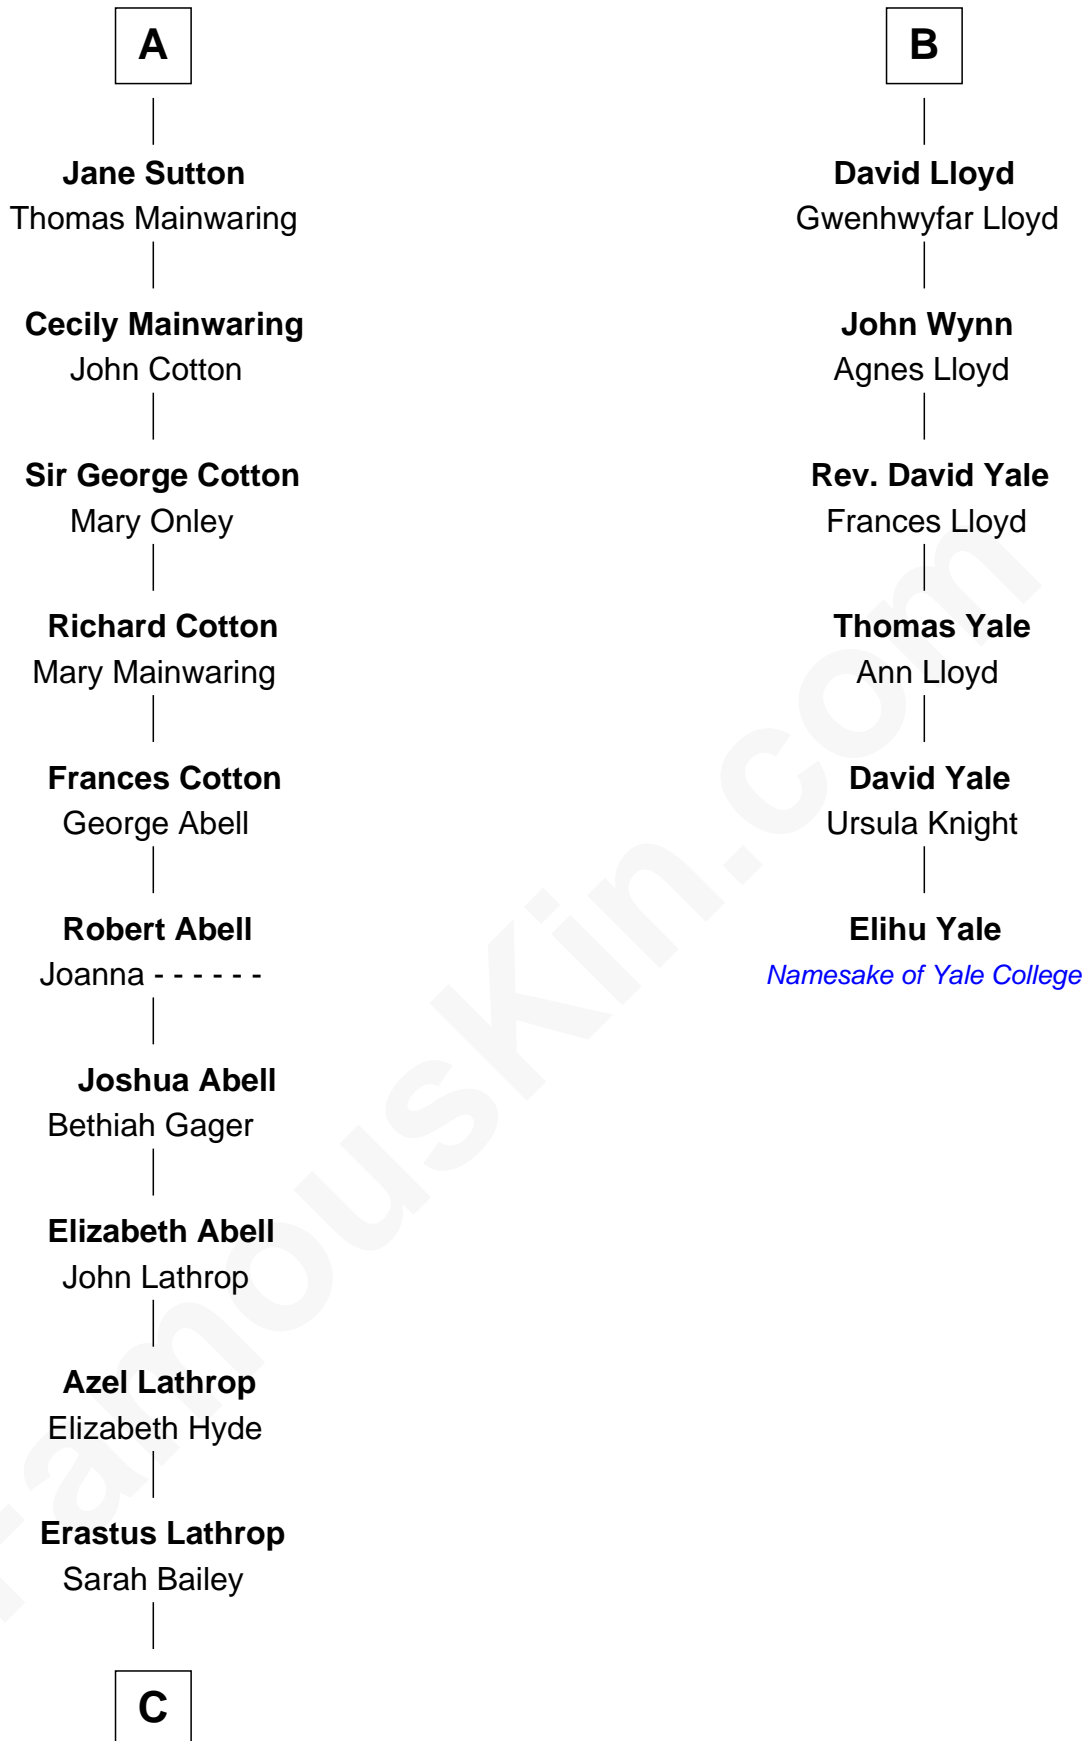 A
Jane Sutton
Thomas Mainwaring
Cecily Mainwaring
John Cotton
Sir George Cotton
Mary Onley
Richard Cotton
Mary Mainwaring
Frances Cotton
George Abell
Robert Abell
Joanna - - - - - -
Joshua Abell
Bethiah Gager
Elizabeth Abell
John Lathrop
Azel Lathrop
Elizabeth Hyde
Erastus Lathrop
Sarah Bailey
C
B
David Lloyd
Gwenhwyfar Lloyd
John Wynn
Agnes Lloyd
Rev. David Yale
Frances Lloyd
Thomas Yale
Ann Lloyd
David Yale
Ursula Knight
Elihu Yale
Namesake of Yale College
FamousKin.com